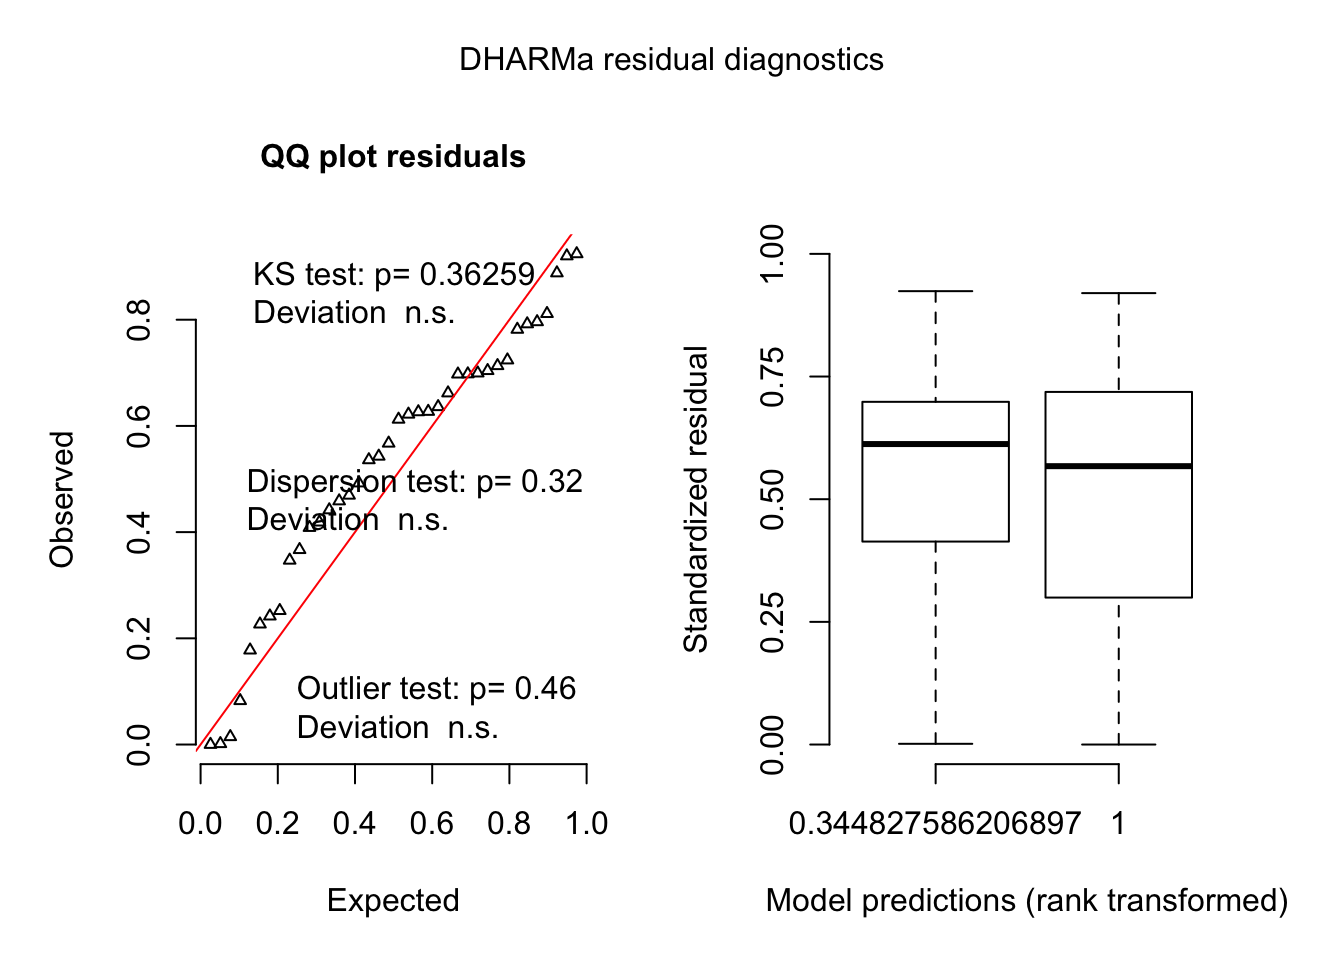 DHARMa residual diagnostics
QQ plot residuals
KS test: p= 0.36259
Deviation  n.s.
Dispersion test: p= 0.32
Deviation  n.s.
Outlier test: p= 0.46
Deviation  n.s.
Observed
0.0 0.2 0.4 0.6 0.8
0.0 0.2 0.4 0.6 0.8 1.0
Expected
Standardized residual
0.00 0.25 0.50 0.75 1.00
0.344827586206897 1
Model predictions (rank transformed)